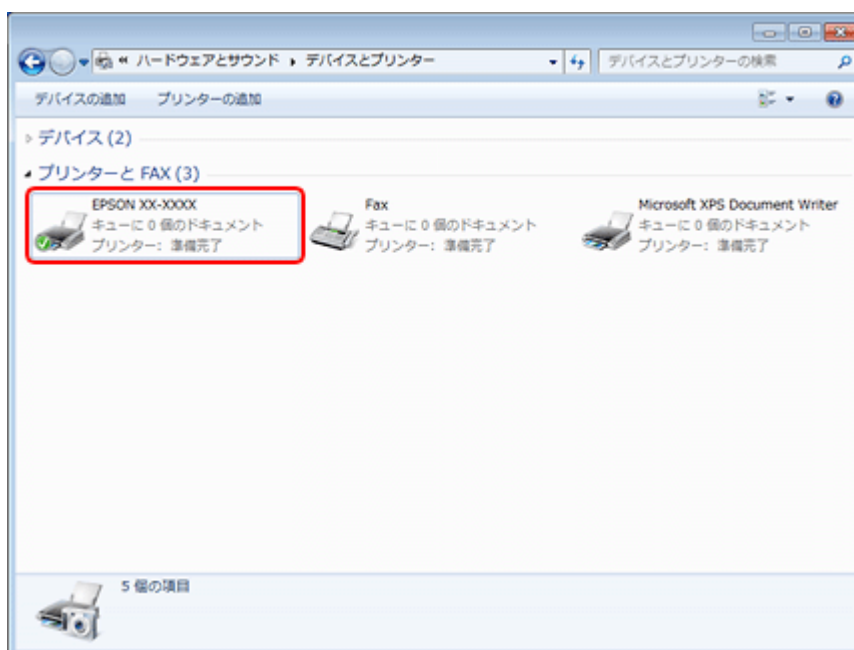 « ハードウェアとサウンド ▸ デバイスとプリンター
デバイスとプリンターの検索
デバイスの追加 プリンターの追加
デバイス (2)
プリンターと FAX (3)
EPSON XX-XXXX
キューに 0 個のドキュメント
プリンター: 準備完了
Fax
キューに 0 個のドキュメント
プリンター: 準備完了
Microsoft XPS Document Writer
キューに 0 個のドキュメント
プリンター: 準備完了
5 個の項目